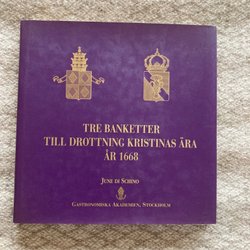 TRE BANKETTER
TILL DROTTNING KRISTINAS ÄRA
ÅR 1668
JUNE DI SCHINO
GASTRONOMISKA AKADEMIEN, STOCKHOLM